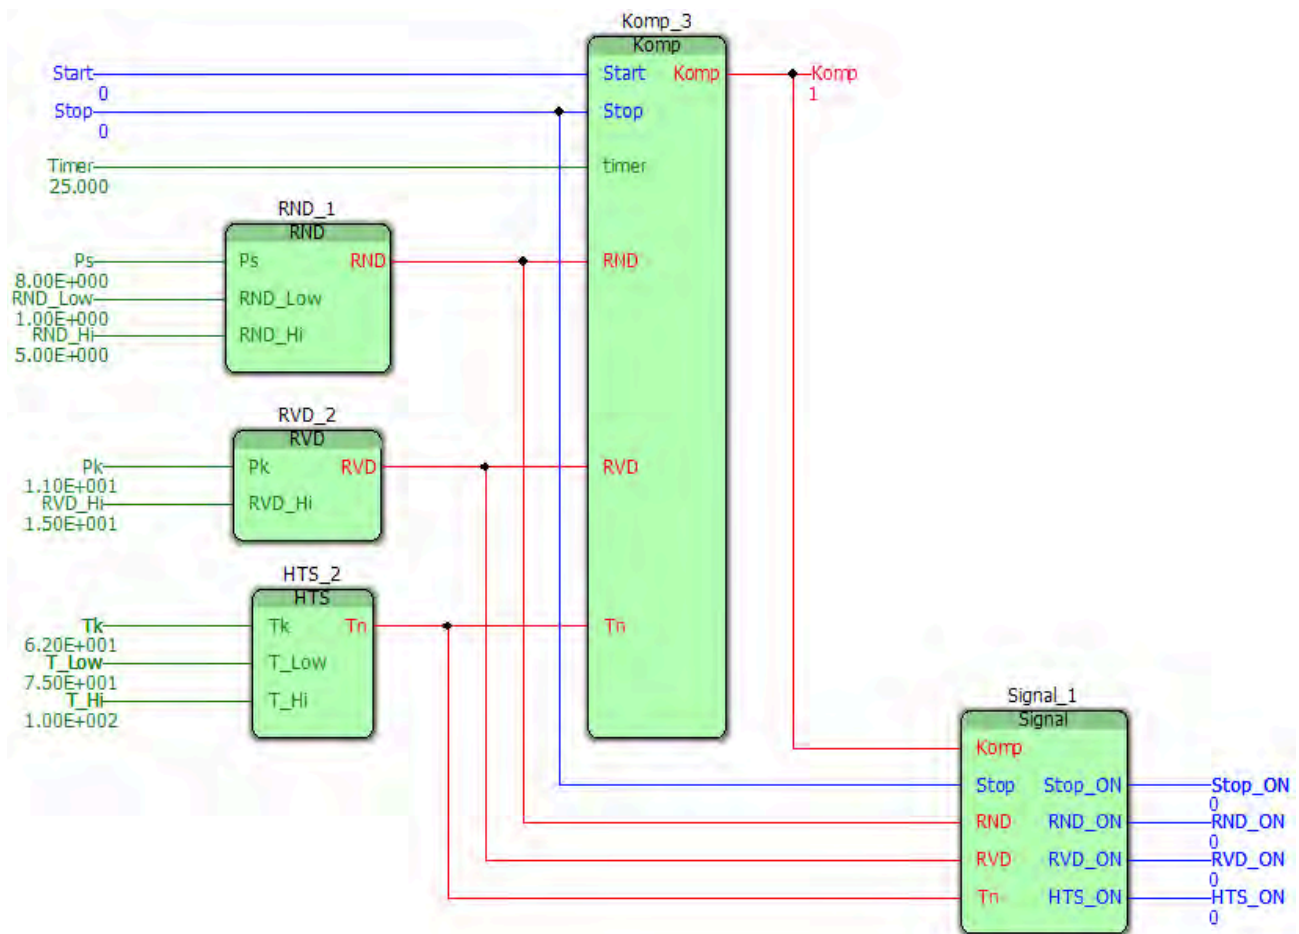 Komp_3
Komp
Start Start Komp Komp
0 1
Stop Stop
0
Timer timer
25.000
RND_1
RND
Ps Ps RND RND
8.00E+000
RND_Low RND_Low
1.00E+000
RND_Hi RND_Hi
5.00E+000
RVD_2
RVD
Pk Pk RVD RVD
1.10E+001
RVD_Hi RVD_Hi
1.50E+001
HTS_2
HTS
Tk Tk Tn Tn
6.20E+001
T_Low T_Low
7.50E+001
T_Hi T_Hi
1.00E+002
Signal_1
Signal
Komp
Stop Stop_ON Stop_ON
0
RND RND_ON RND_ON
0
RVD RVD_ON RVD_ON
0
Tn HTS_ON HTS_ON
0